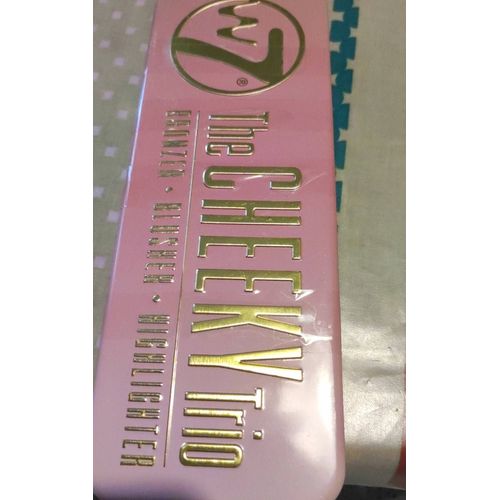 W7
®
The CHEEKY Trio
BRONZER • BLUSHER • HIGHLIGHTER